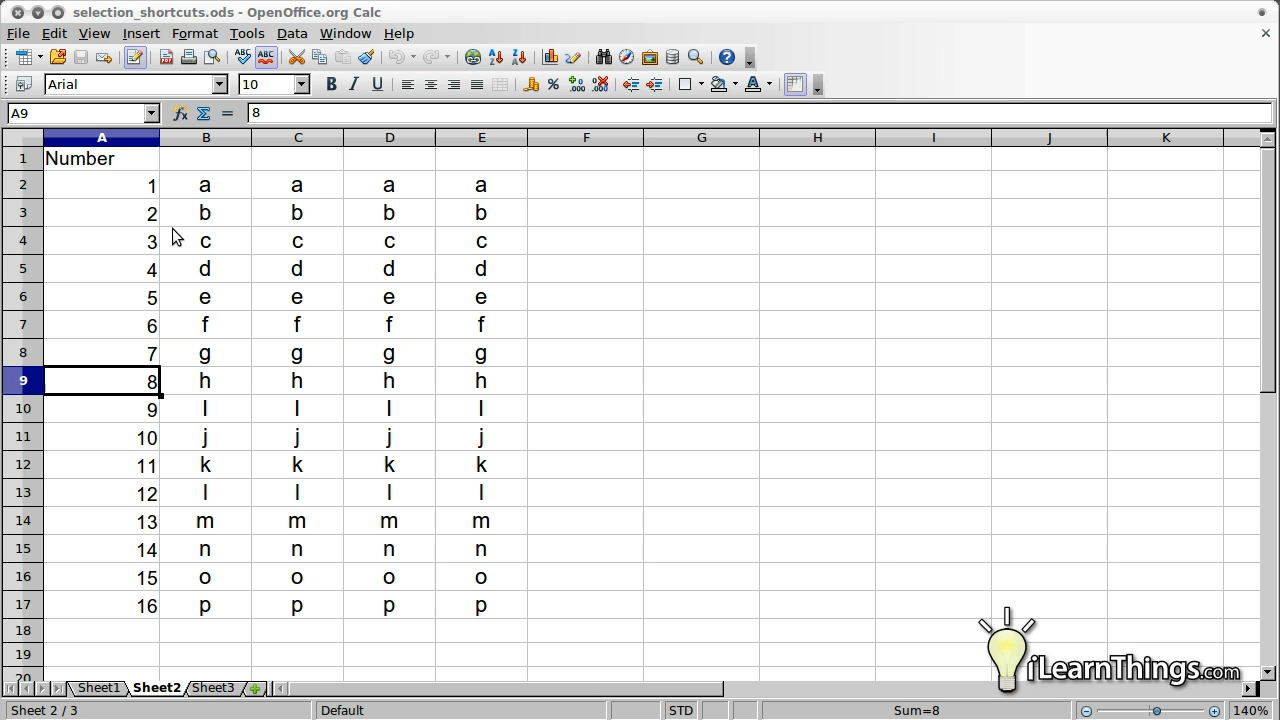 selection_shortcuts.ods - OpenOffice.org Calc
File Edit View Insert Format Tools Data Window Help
Arial 10
A9 8
A B C D E F G H I J K
1 Number
2 1 a a a a
3 2 b b b b
4 3 c c c c
5 4 d d d d
6 5 e e e e
7 6 f f f f
8 7 g g g g
9 8 h h h h
10 9 I I I I
11 10 j j j j
12 11 k k k k
13 12 l l l l
14 13 m m m m
15 14 n n n n
16 15 o o o o
17 16 p p p p
18
19
20
iLearnThings.com
Sheet1 Sheet2 Sheet3
Sheet 2 / 3 Default STD Sum=8 140%